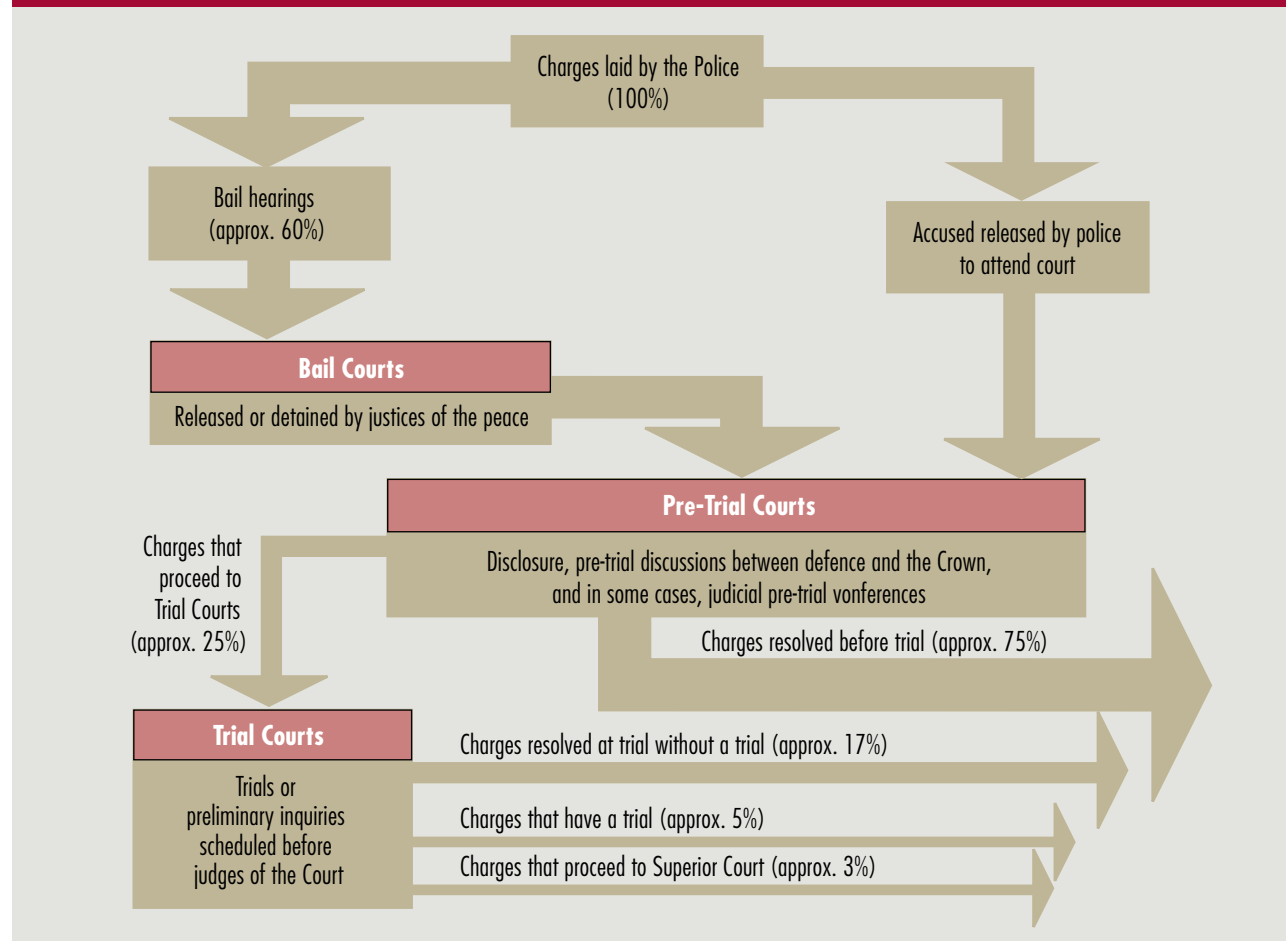 Charges laid by the Police
(100%)
Bail hearings
(approx. 60%)
Accused released by police
to attend court
Bail Courts
Released or detained by justices of the peace
Pre-Trial Courts
Disclosure, pre-trial discussions between defence and the Crown,
and in some cases, judicial pre-trial vonferences
Charges that
proceed to
Trial Courts
(approx. 25%)
Charges resolved before trial (approx. 75%)
Trial Courts
Trials or
preliminary inquiries
scheduled before
judges of the Court
Charges resolved at trial without a trial (approx. 17%)
Charges that have a trial (approx. 5%)
Charges that proceed to Superior Court (approx. 3%)